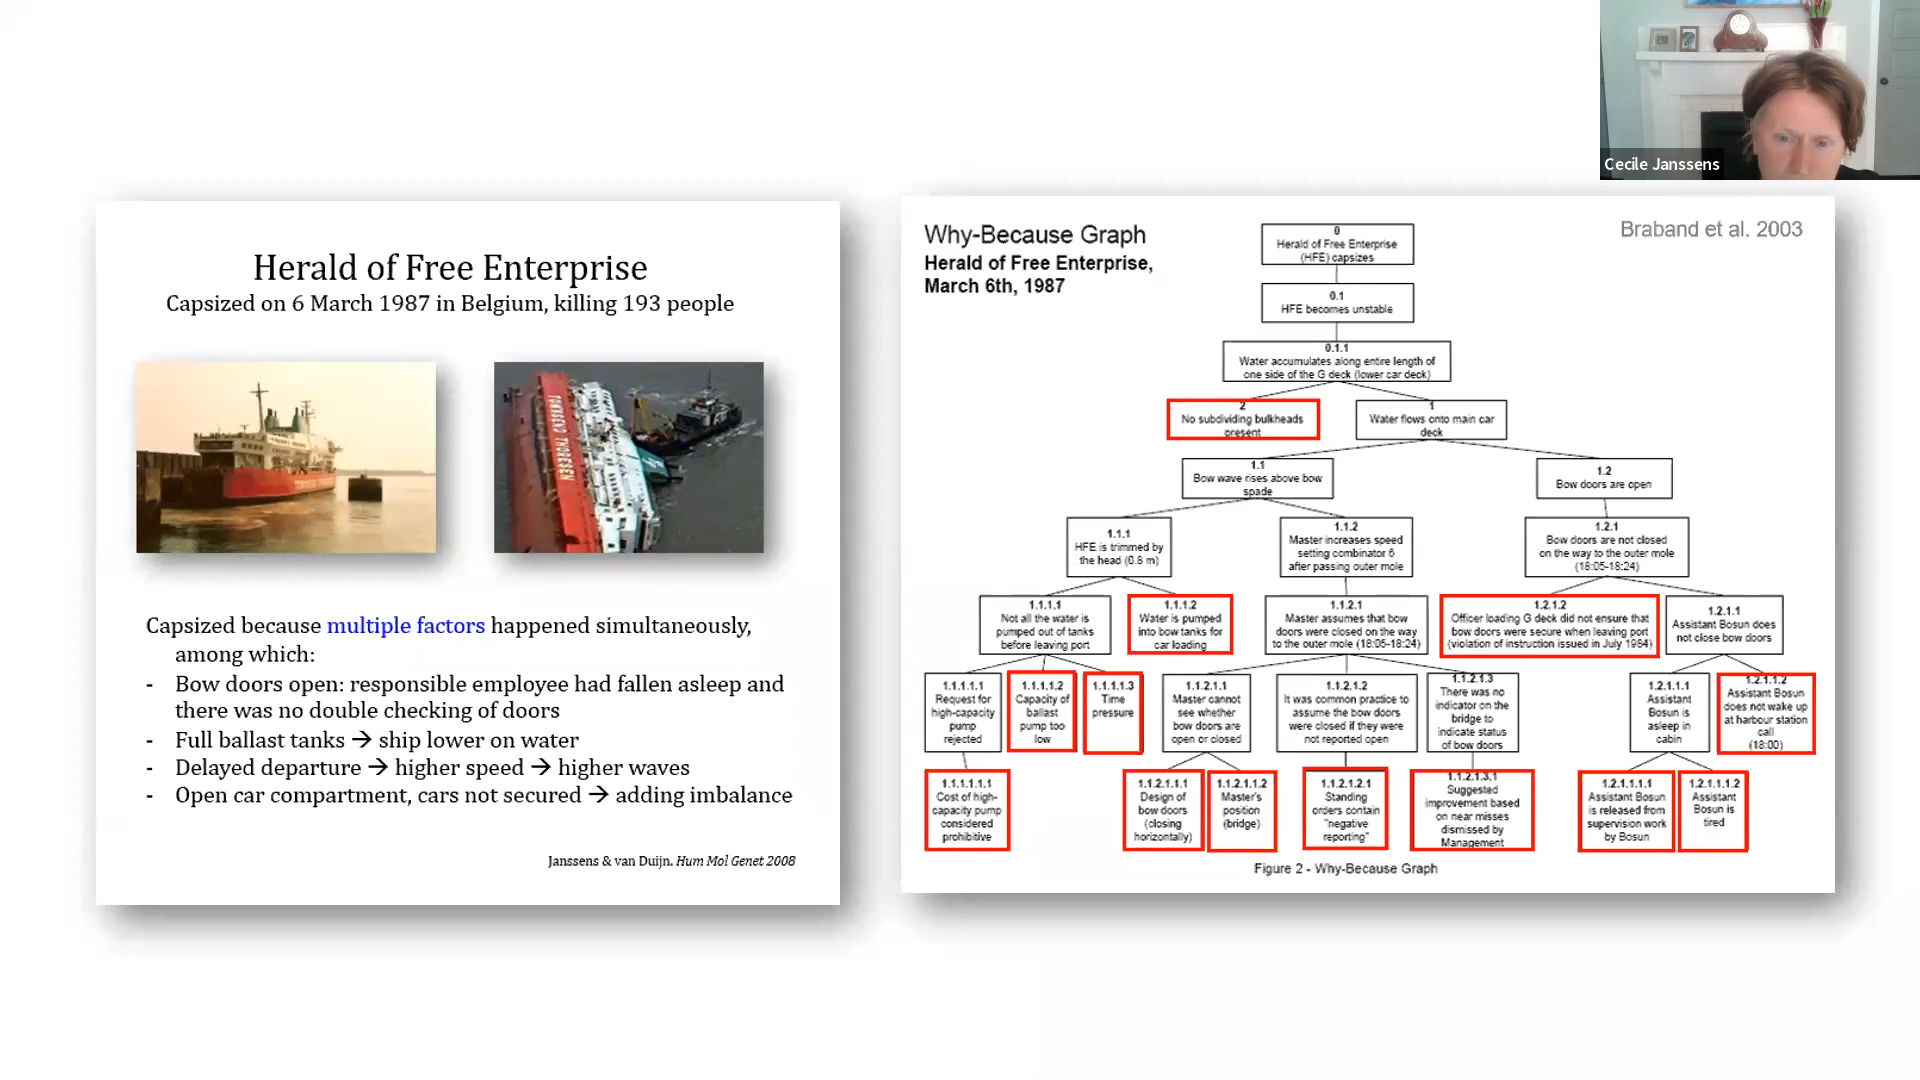 Cecile Janssens
Herald of Free Enterprise
Capsized on 6 March 1987 in Belgium, killing 193 people
TOWNSEND THORESEN
Capsized because multiple factors happened simultaneously,
among which:
- Bow doors open: responsible employee had fallen asleep and
there was no double checking of doors
- Full ballast tanks → ship lower on water
- Delayed departure → higher speed → higher waves
- Open car compartment, cars not secured → adding imbalance
Janssens & van Duijn. Hum Mol Genet 2008
Why-Because Graph
Herald of Free Enterprise,
March 6th, 1987
Braband et al. 2003
0
Herald of Free Enterprise
(HFE) capsizes
0.1
HFE becomes unstable
0.1.1
Water accumulates along entire length of
one side of the G deck (lower car deck)
2
No subdividing bulkheads
present
1
Water flows onto main car
deck
1.1
Bow wave rises above bow
spade
1.2
Bow doors are open
1.1.1
HFE is trimmed by
the head (0.8 m)
1.1.2
Master increases speed
setting combinator 6
after passing outer mole
1.2.1
Bow doors are not closed
on the way to the outer mole
(18:05-18:24)
1.1.1.1
Not all the water is
pumped out of tanks
before leaving port
1.1.1.2
Water is pumped
into bow tanks for
car loading
1.1.2.1
Master assumes that bow
doors were closed on the way
to the outer mole (18:05-18:24)
1.2.1.2
Officer loading G deck did not ensure that
bow doors were secure when leaving port
(violation of instruction issued in July 1984)
1.2.1.1
Assistant Bosun does
not close bow doors
1.1.1.1.1
Request for
high-capacity
pump
rejected
1.1.1.1.2
Capacity of
ballast
pump too
low
1.1.1.1.3
Time
pressure
1.1.2.1.1
Master cannot
see whether
bow doors are
open or closed
1.1.2.1.2
It was common practice to
assume the bow doors
were closed if they were
not reported open
1.1.2.1.3
There was no
indicator on the
bridge to
indicate status
of bow doors
1.2.1.1.1
Assistant
Bosun is
asleep in
cabin
1.2.1.1.2
Assistant Bosun
does not wake up
at harbour station
call
(18:00)
1.1.1.1.1.1
Cost of high-
capacity pump
considered
prohibitive
1.1.2.1.1.1
Design of
bow doors
(closing
horizontally)
1.1.2.1.1.2
Master's
position
(bridge)
1.1.2.1.2.1
Standing
orders contain
"negative
reporting"
1.1.2.1.3.1
Suggested
improvement based
on near misses
dismissed by
Management
1.2.1.1.1.1
Assistant Bosun
is released from
supervision work
by Bosun
1.2.1.1.1.2
Assistant
Bosun is
tired
Figure 2 - Why-Because Graph